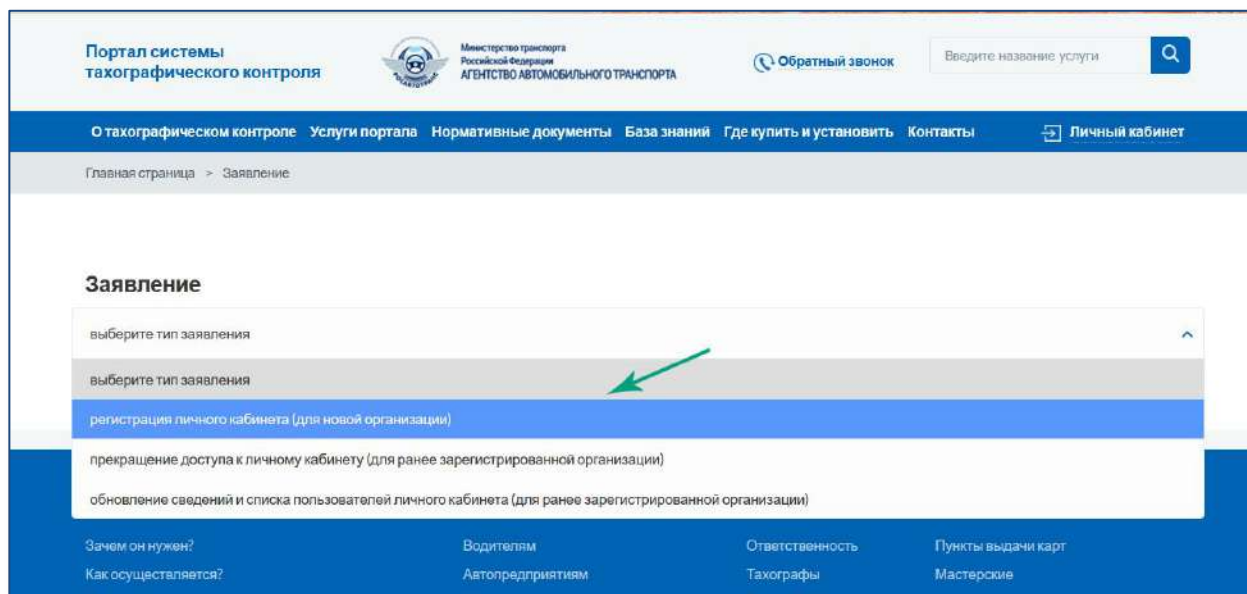 Портал системы
тахографического контроля
Министерство транспорта
Российской Федерации
АГЕНТСТВО АВТОМОБИЛЬНОГО ТРАНСПОРТА
Обратный звонок
Введите название услуги
О тахографическом контроле Услуги портала Нормативные документы База знаний Где купить и установить Контакты Личный кабинет
Главная страница > Заявление
Заявление
выберите тип заявления
выберите тип заявления
регистрация личного кабинета (для новой организации)
прекращение доступа к личному кабинету (для ранее зарегистрированной организации)
обновление сведений и списка пользователей личного кабинета (для ранее зарегистрированной организации)
Зачем он нужен? Водителям Ответственность Пункты выдачи карт
Как осуществляется? Автопредприятиям Тахографы Мастерские